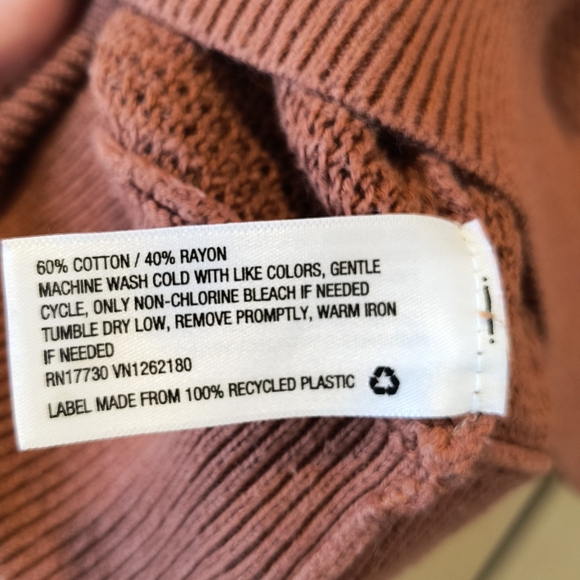 60% COTTON / 40% RAYON
MACHINE WASH COLD WITH LIKE COLORS, GENTLE
CYCLE, ONLY NON-CHLORINE BLEACH IF NEEDED
TUMBLE DRY LOW, REMOVE PROMPTLY, WARM IRON
IF NEEDED
RN17730 VN1262180
LABEL MADE FROM 100% RECYCLED PLASTIC